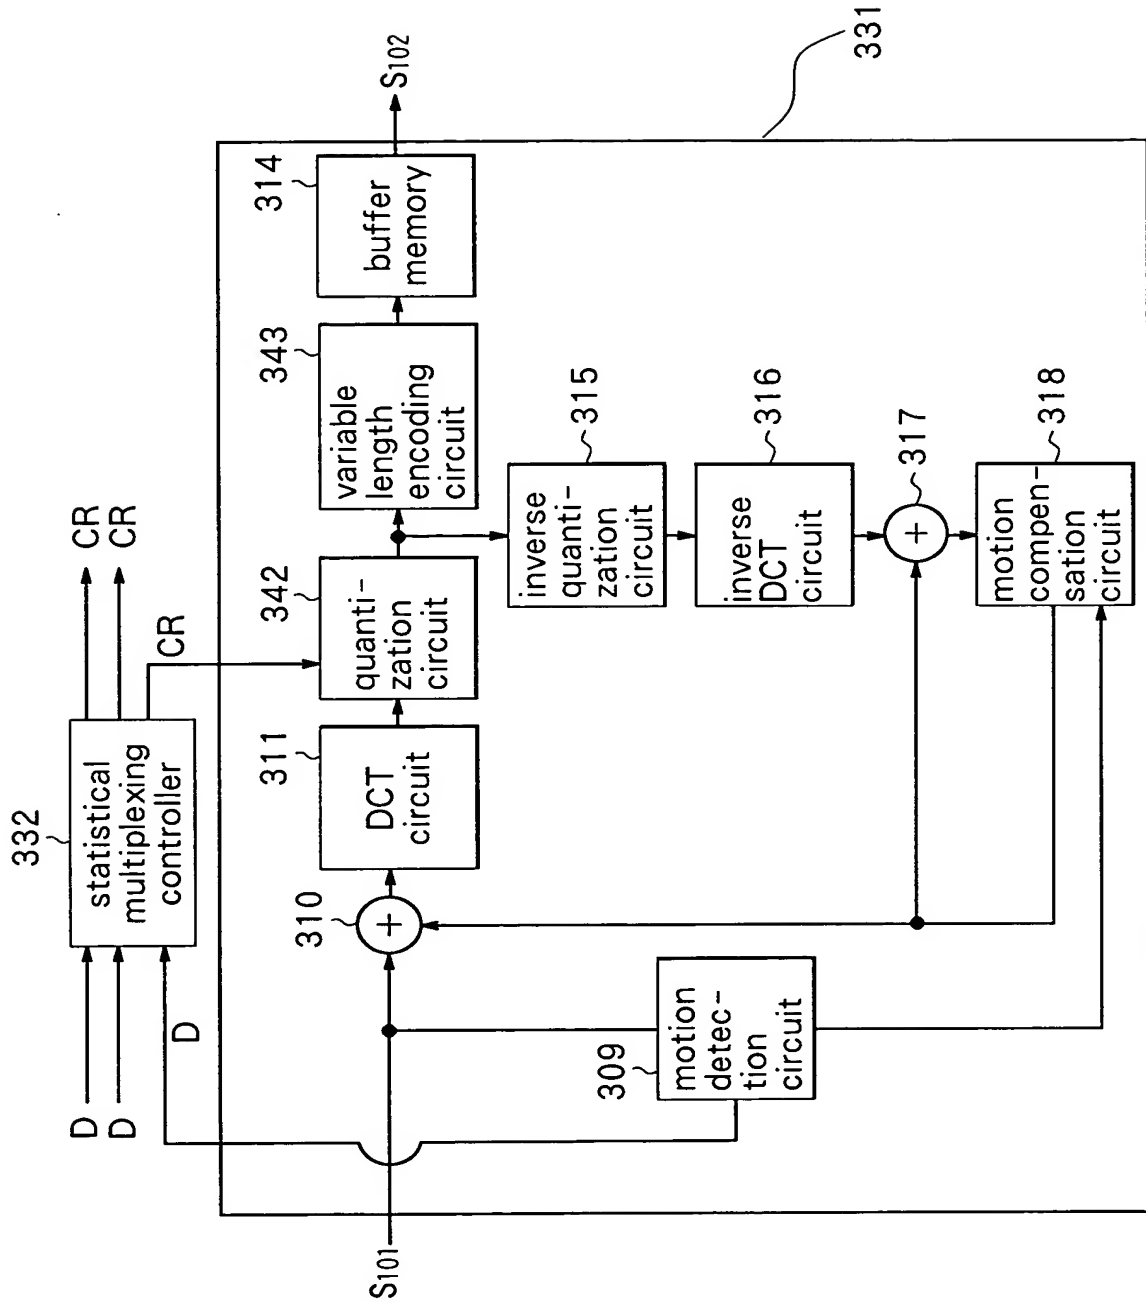 332
statistical
multiplexing
controller
D
D
D
CR
CR
CR
331
S101
S102
310
311
DCT
circuit
342
quanti-
zation
circuit
343
variable
length
encoding
circuit
314
buffer
memory
309
motion
detec-
tion
circuit
315
inverse
quanti-
zation
circuit
316
inverse
DCT
circuit
317
318
motion
compen-
sation
circuit
+
−
+